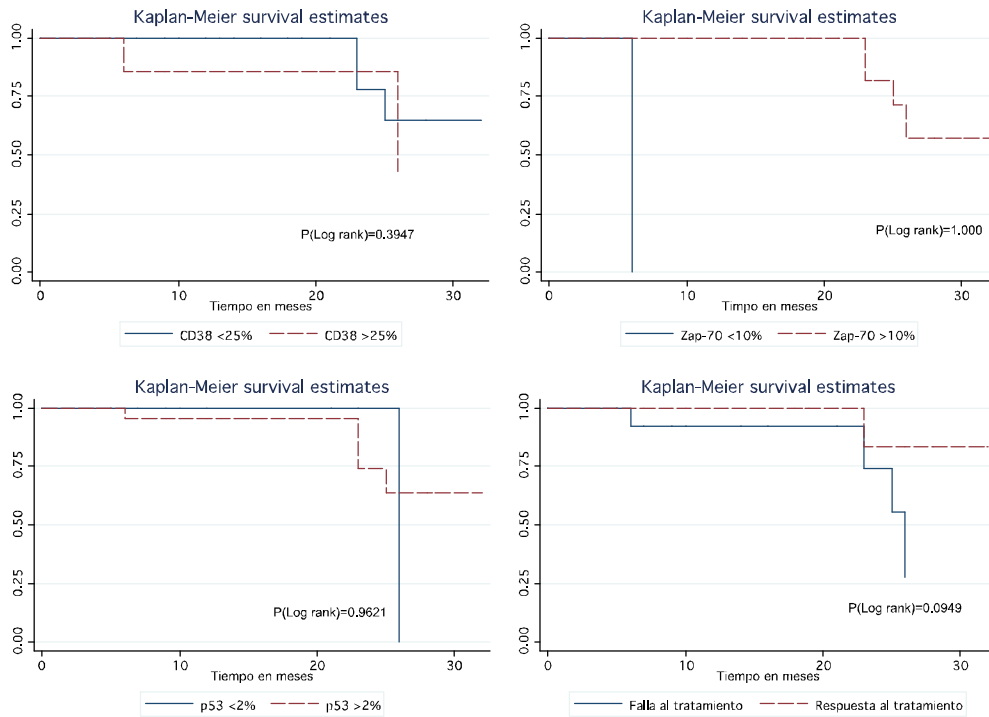 Kaplan-Meier survival estimates
1.00
0.75
0.50
0.25
0.00
P(Log rank)=0.3947
0 10 20 30
Tiempo en meses
CD38 <25% CD38 >25%
Kaplan-Meier survival estimates
1.00
0.75
0.50
0.25
0.00
P(Log rank)=1.000
0 10 20 30
Timpo en meses
Zap-70 <10% Zap-70 >10%
Kaplan-Meier survival estimates
1.00
0.75
0.50
0.25
0.00
P(Log rank)=0.9621
0 10 20 30
Tiempo en meses
p53 <2% p53 >2%
Kaplan-Meier survival estimates
1.00
0.75
0.50
0.25
0.00
P(Log rank)=0.0949
0 10 20 30
Tiempo en meses
Falla al tratamiento Respuesta al tratamiento